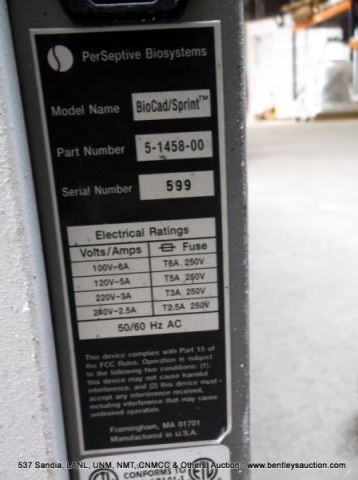 PerSeptive Biosystems
Model Name BioCad/Sprint™
Part Number 5-1458-00
Serial Number 599
Electrical Ratings
Volts/Amps Fuse
100V-6A T6A 250V
120V-5A T5A 250V
220V-3A T3A 250V
240V-2.5A T2.5A 250V
50/60 Hz AC
This device complies with Part 15 of
the FCC Rules. Operation is subject
to the following two conditions: (1)
this device may not cause harmful
interference, and (2) this device must
accept any interference received,
including interference that may cause
undesired operation.
Framingham, MA 01701
Manufactured in U.S.A.
CONFORMS TO
537 Sandia, LANL, UNM, NMT, CNMCC & Others| Auction www.bentleysauction.com